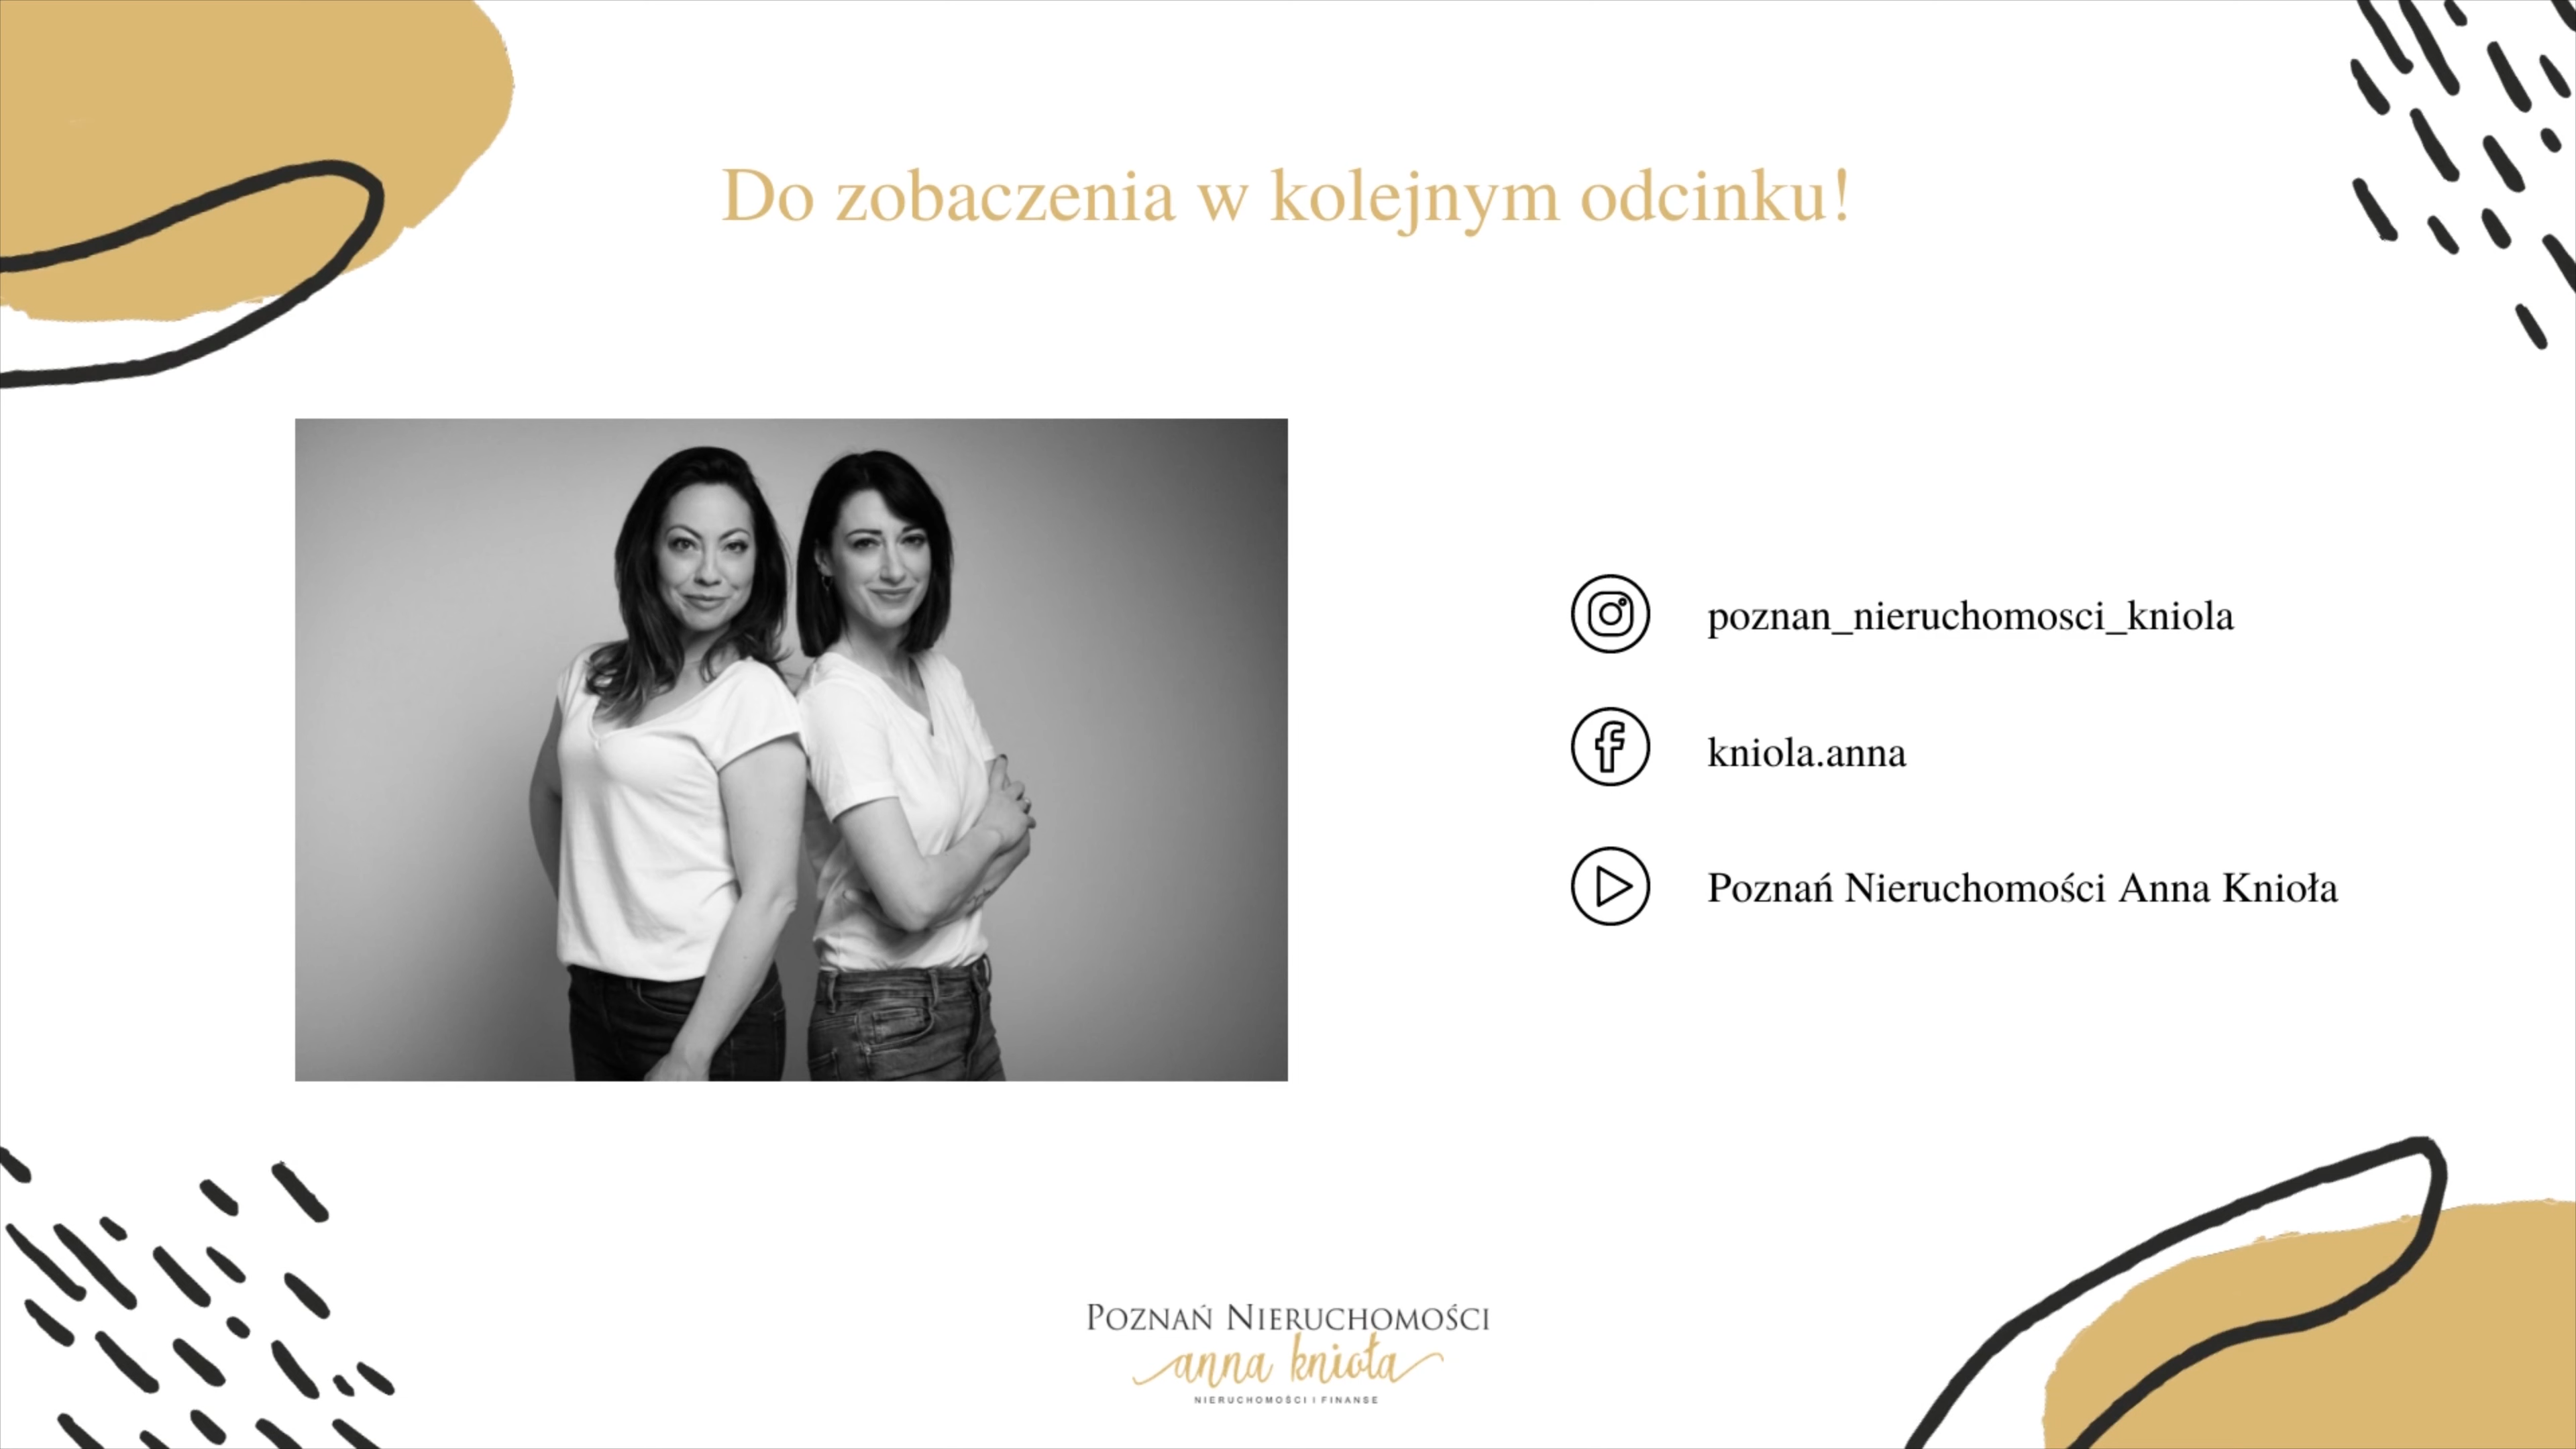 Do zobaczenia w kolejnym odcinku!
poznan_nieruchomosci_kniola
kniola.anna
Poznań Nieruchomości Anna Knioła
POZNAŃ NIERUCHOMOŚCI
anna knioła
NIERUCHOMOŚCI I FINANSE